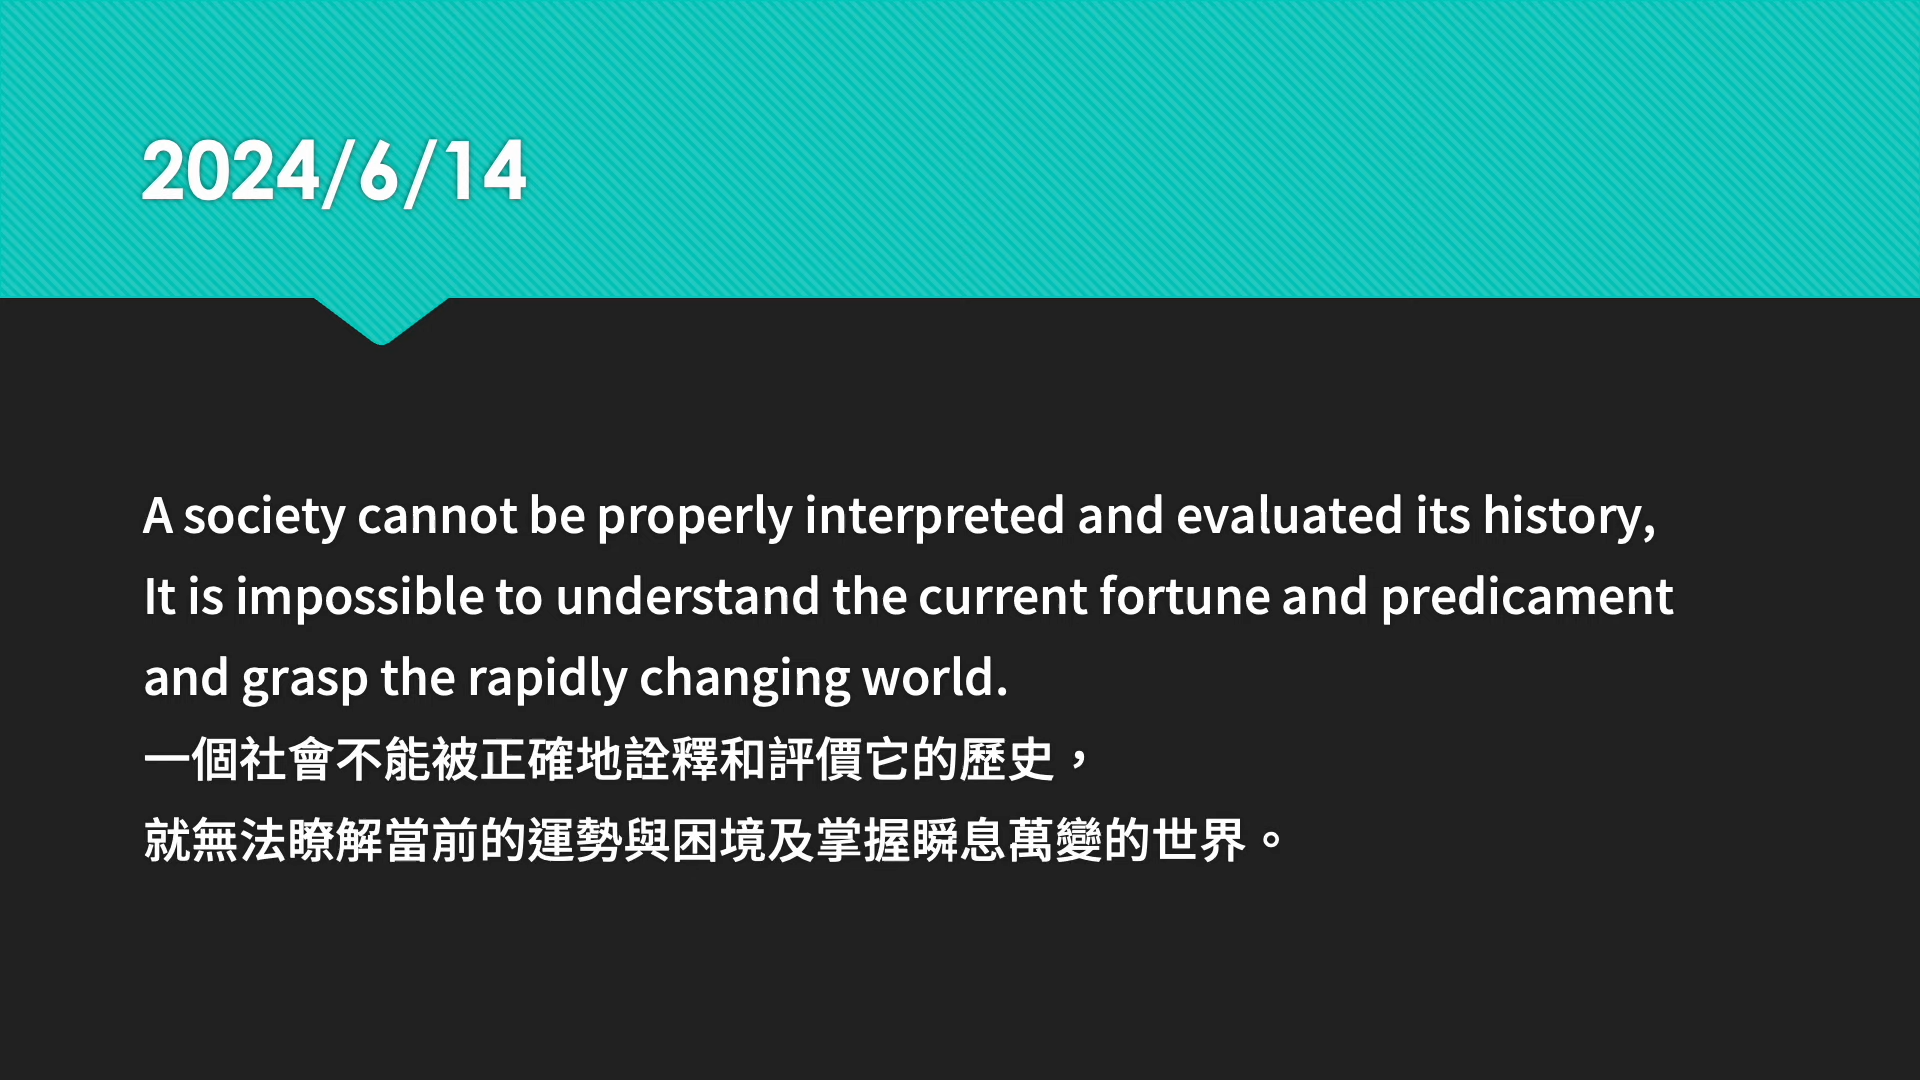 2024/6/14
A society cannot be properly interpreted and evaluated its history,
It is impossible to understand the current fortune and predicament
and grasp the rapidly changing world.
一個社會不能被正確地詮釋和評價它的歷史，
就無法瞭解當前的運勢與困境及掌握瞬息萬變的世界。